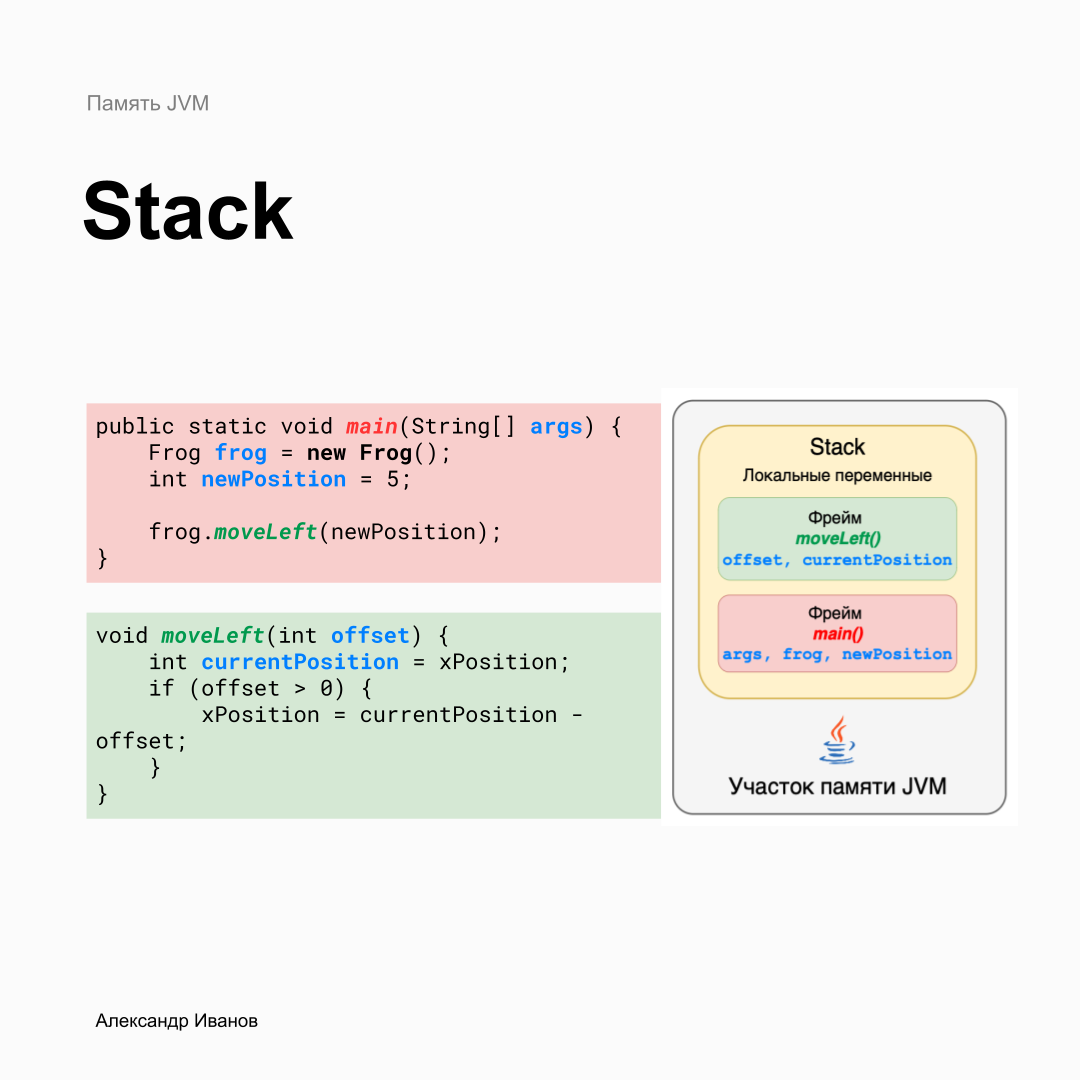 Память JVM
Stack
public static void main(String[] args) {
    Frog frog = new Frog();
    int newPosition = 5;
    frog.moveLeft(newPosition);
}
void moveLeft(int offset) {
    int currentPosition = xPosition;
    if (offset > 0) {
        xPosition = currentPosition -
offset;
    }
}
Stack
Локальные переменные
Фрейм
moveLeft()
offset, currentPosition
Фрейм
main()
args, frog, newPosition
Участок памяти JVM
Александр Иванов